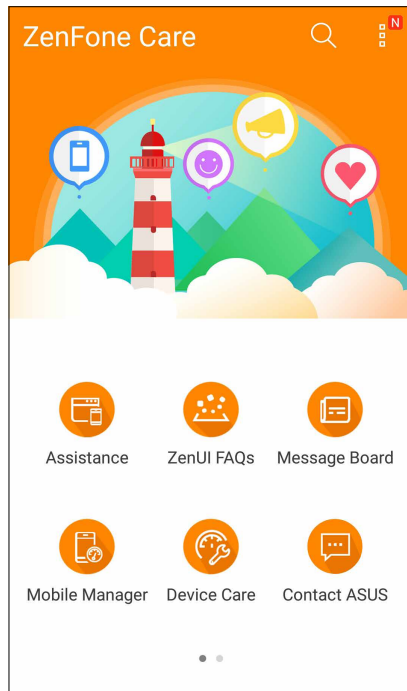 ZenFone Care
N
Assistance
ZenUI FAQs
Message Board
Mobile Manager
Device Care
Contact ASUS